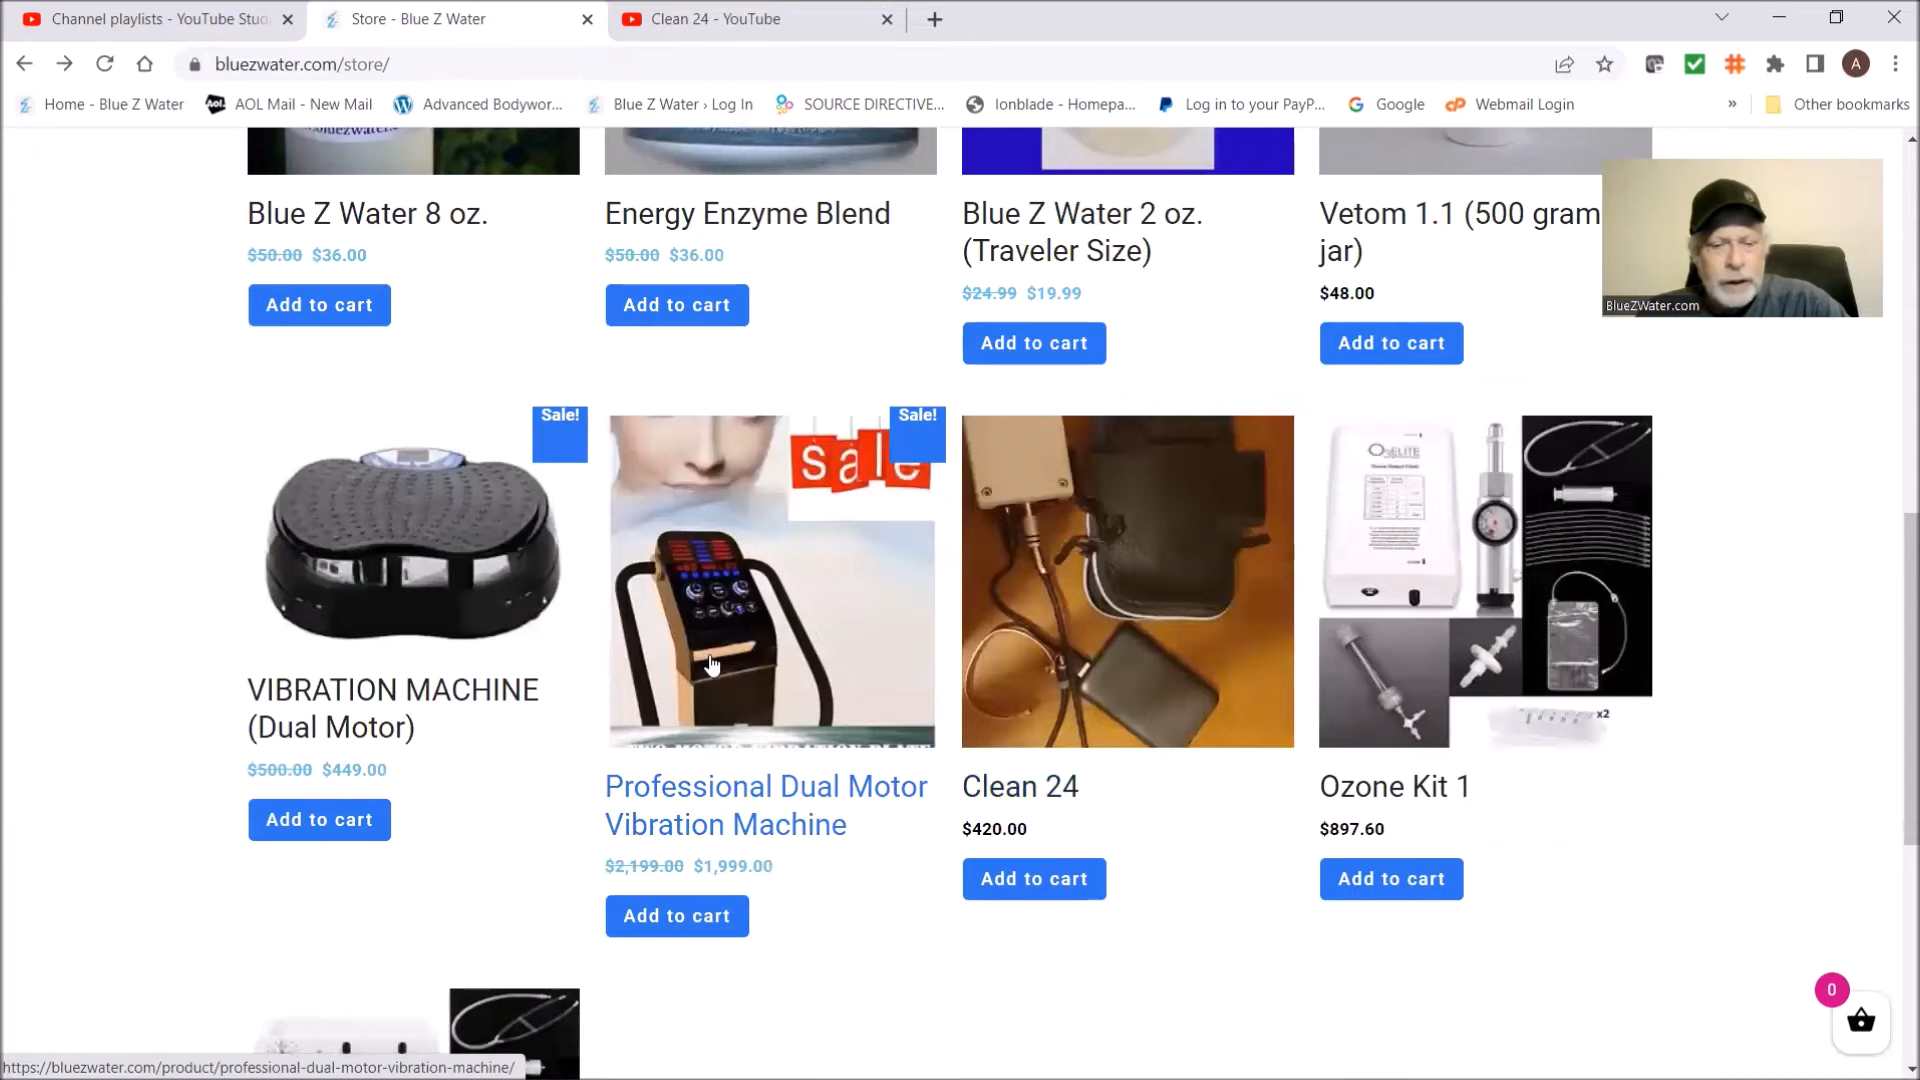 Channel playlists - YouTube Stud
Store - Blue Z Water
Clean 24 - YouTube
bluezwater.com/store/
A
Home - Blue Z Water
AOL Mail - New Mail
Advanced Bodywor...
Blue Z Water › Log In
SOURCE DIRECTIVE...
Ionblade - Homepa...
Log in to your PayP...
Google
Webmail Login
»
Other bookmarks
Blue Z Water 8 oz.
$50.00 $36.00
Add to cart
Energy Enzyme Blend
$50.00 $36.00
Add to cart
Blue Z Water 2 oz.
(Traveler Size)
$24.99 $19.99
Add to cart
Vetom 1.1 (500 gram
jar)
$48.00
Add to cart
BlueZWater.com
Sale!
VIBRATION MACHINE
(Dual Motor)
$500.00 $449.00
Add to cart
Sale!
sale
Professional Dual Motor
Vibration Machine
$2,199.00 $1,999.00
Add to cart
Clean 24
$420.00
Add to cart
ELITE
x2
Ozone Kit 1
$897.60
Add to cart
0
https://bluezwater.com/product/professional-dual-motor-vibration-machine/